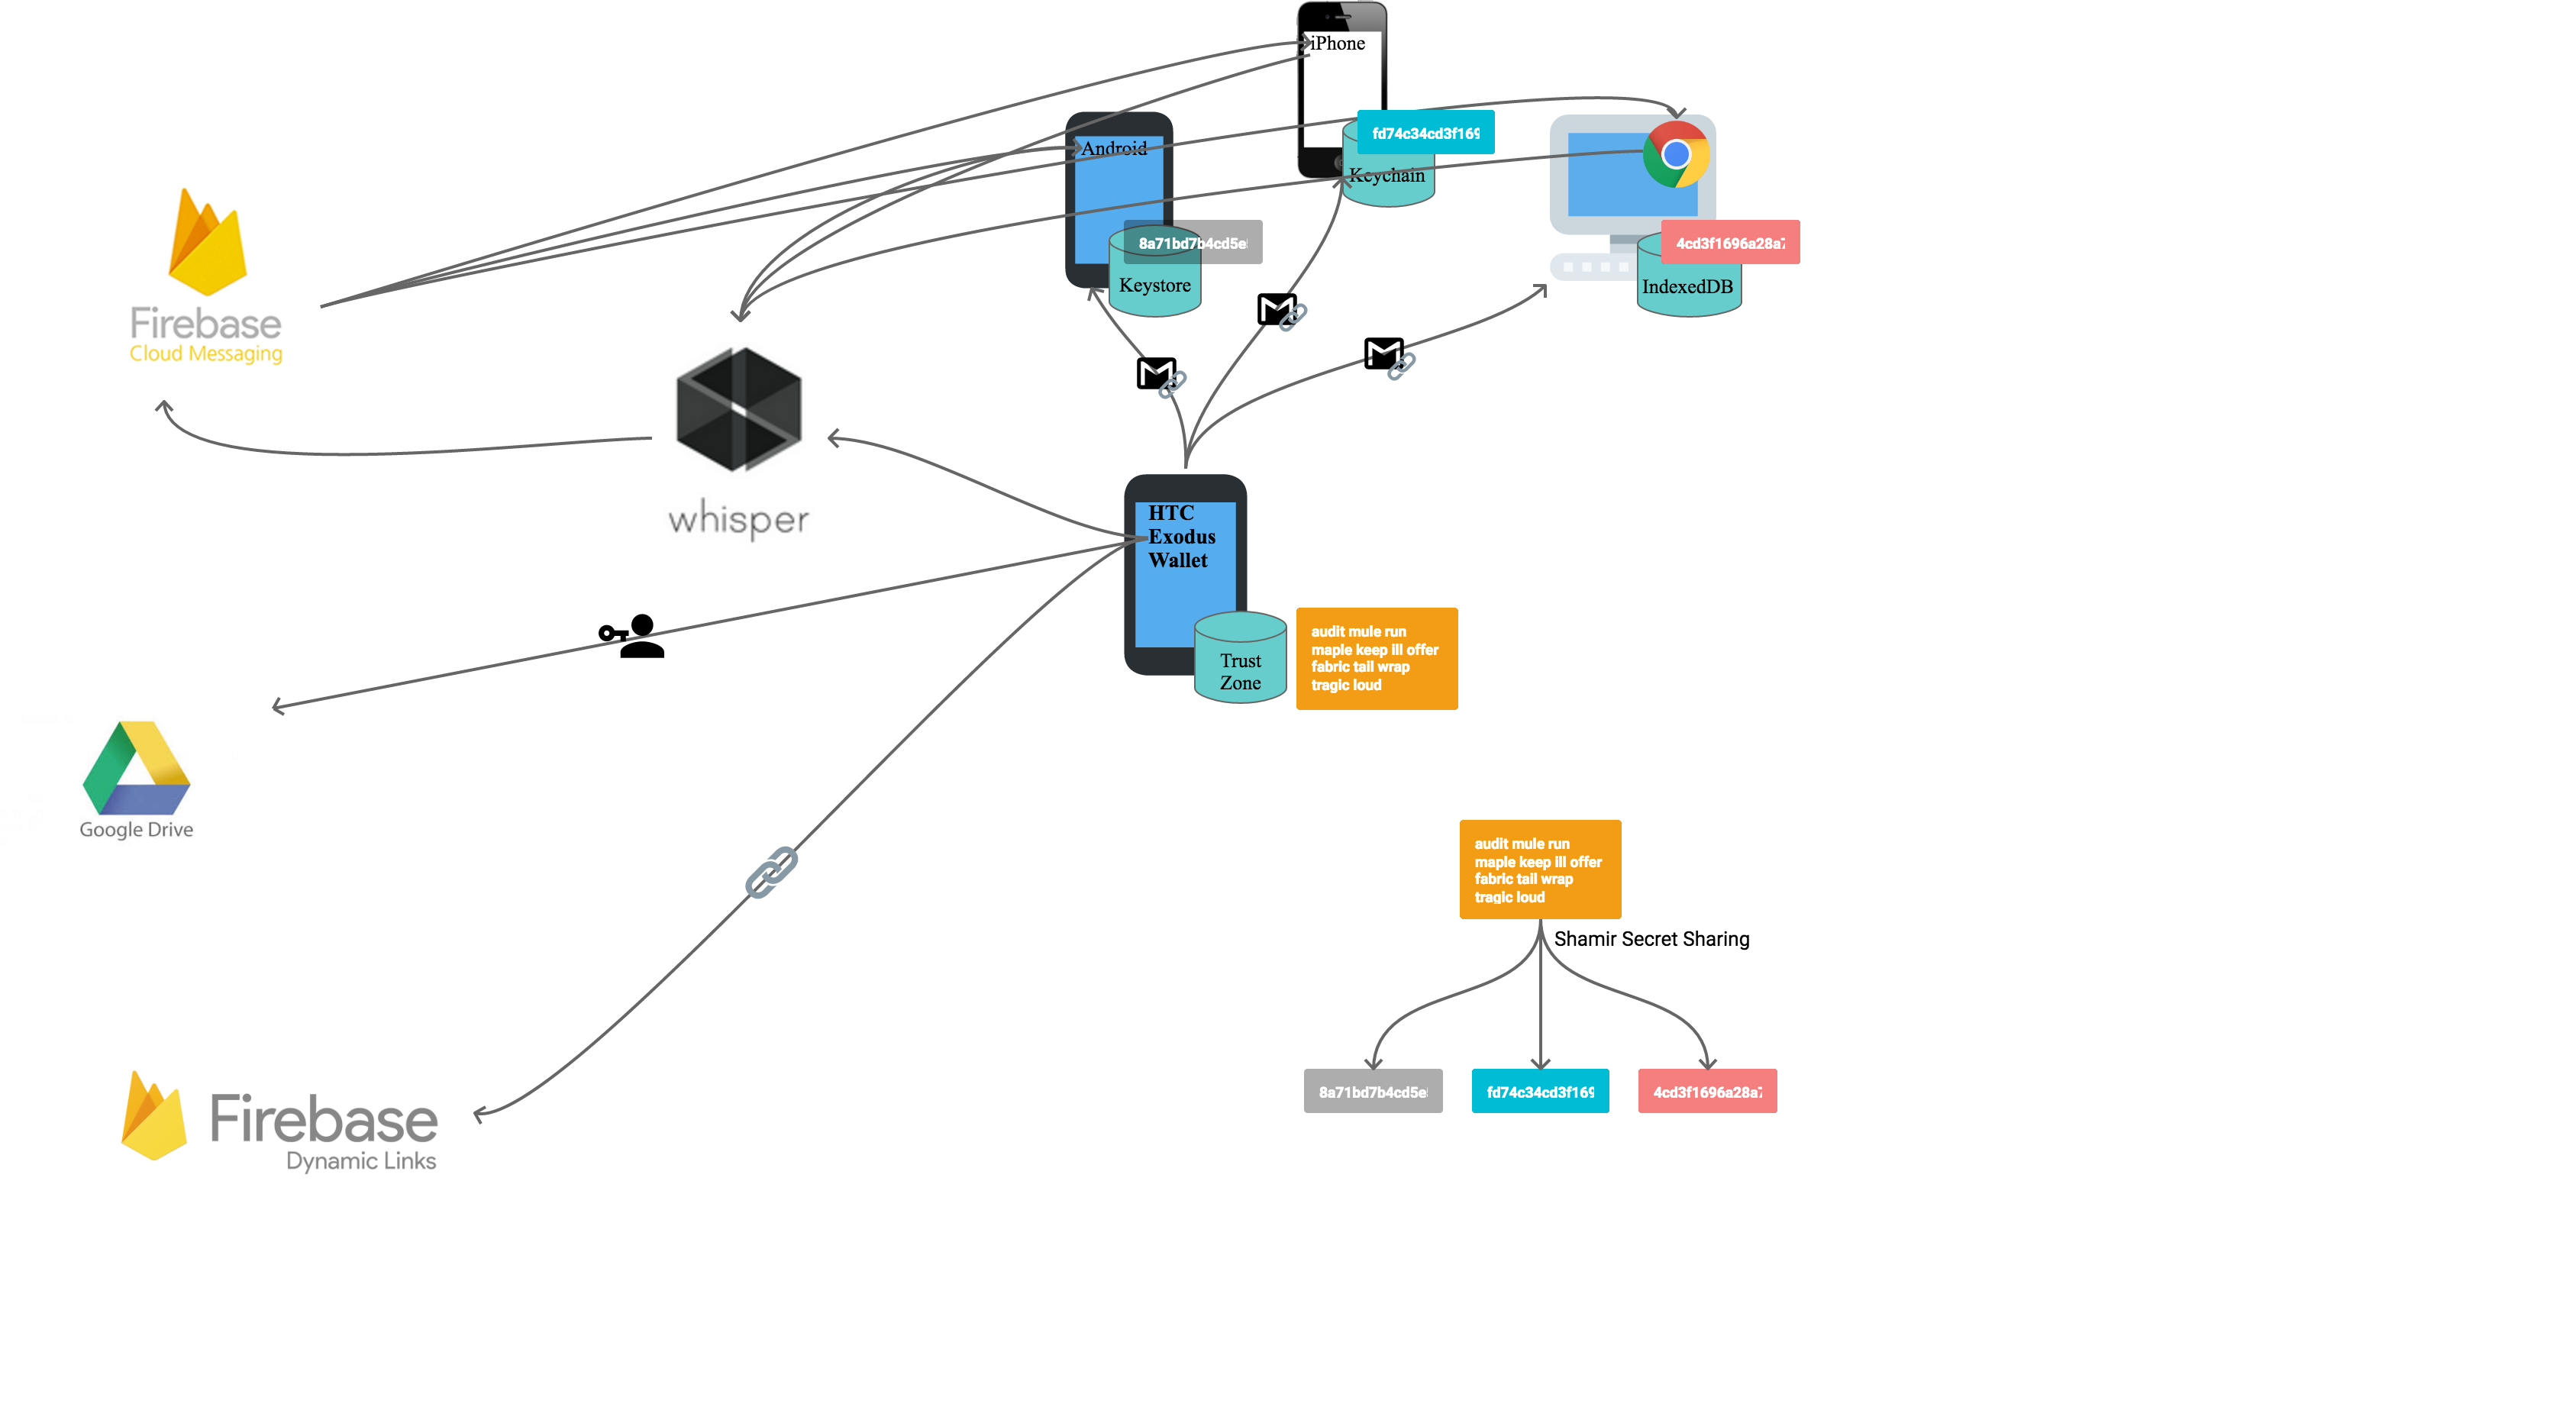 iPhone
fd74c34cd3f169
Keychain
Android
8a71bd7b4cd5e
Keystore
4cd3f1696a28a7
IndexedDB
Firebase
Cloud Messaging
whisper
HTC
Exodus
Wallet
Trust
Zone
audit mule run
maple keep ill offer
fabric tail wrap
tragic loud
Google Drive
audit mule run
maple keep ill offer
fabric tail wrap
tragic loud
Shamir Secret Sharing
8a71bd7b4cd5e
fd74c34cd3f169
4cd3f1696a28a7
Firebase
Dynamic Links